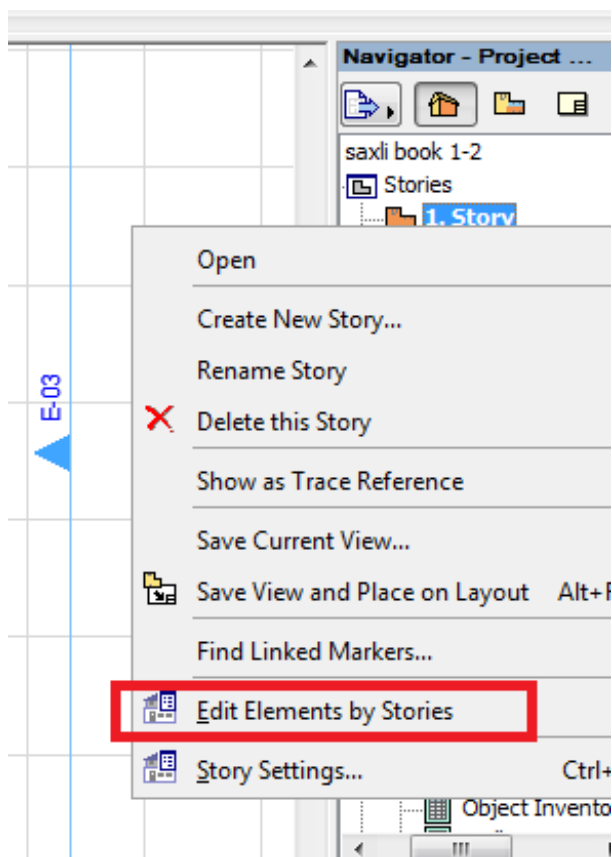 Navigator - Project ...
saxli book 1-2
Stories
1. Story
Open
Create New Story...
Rename Story
Delete this Story
Show as Trace Reference
Save Current View...
Save View and Place on Layout Alt+F
Find Linked Markers...
Edit Elements by Stories
Story Settings... Ctrl+
Object Invento
E-03